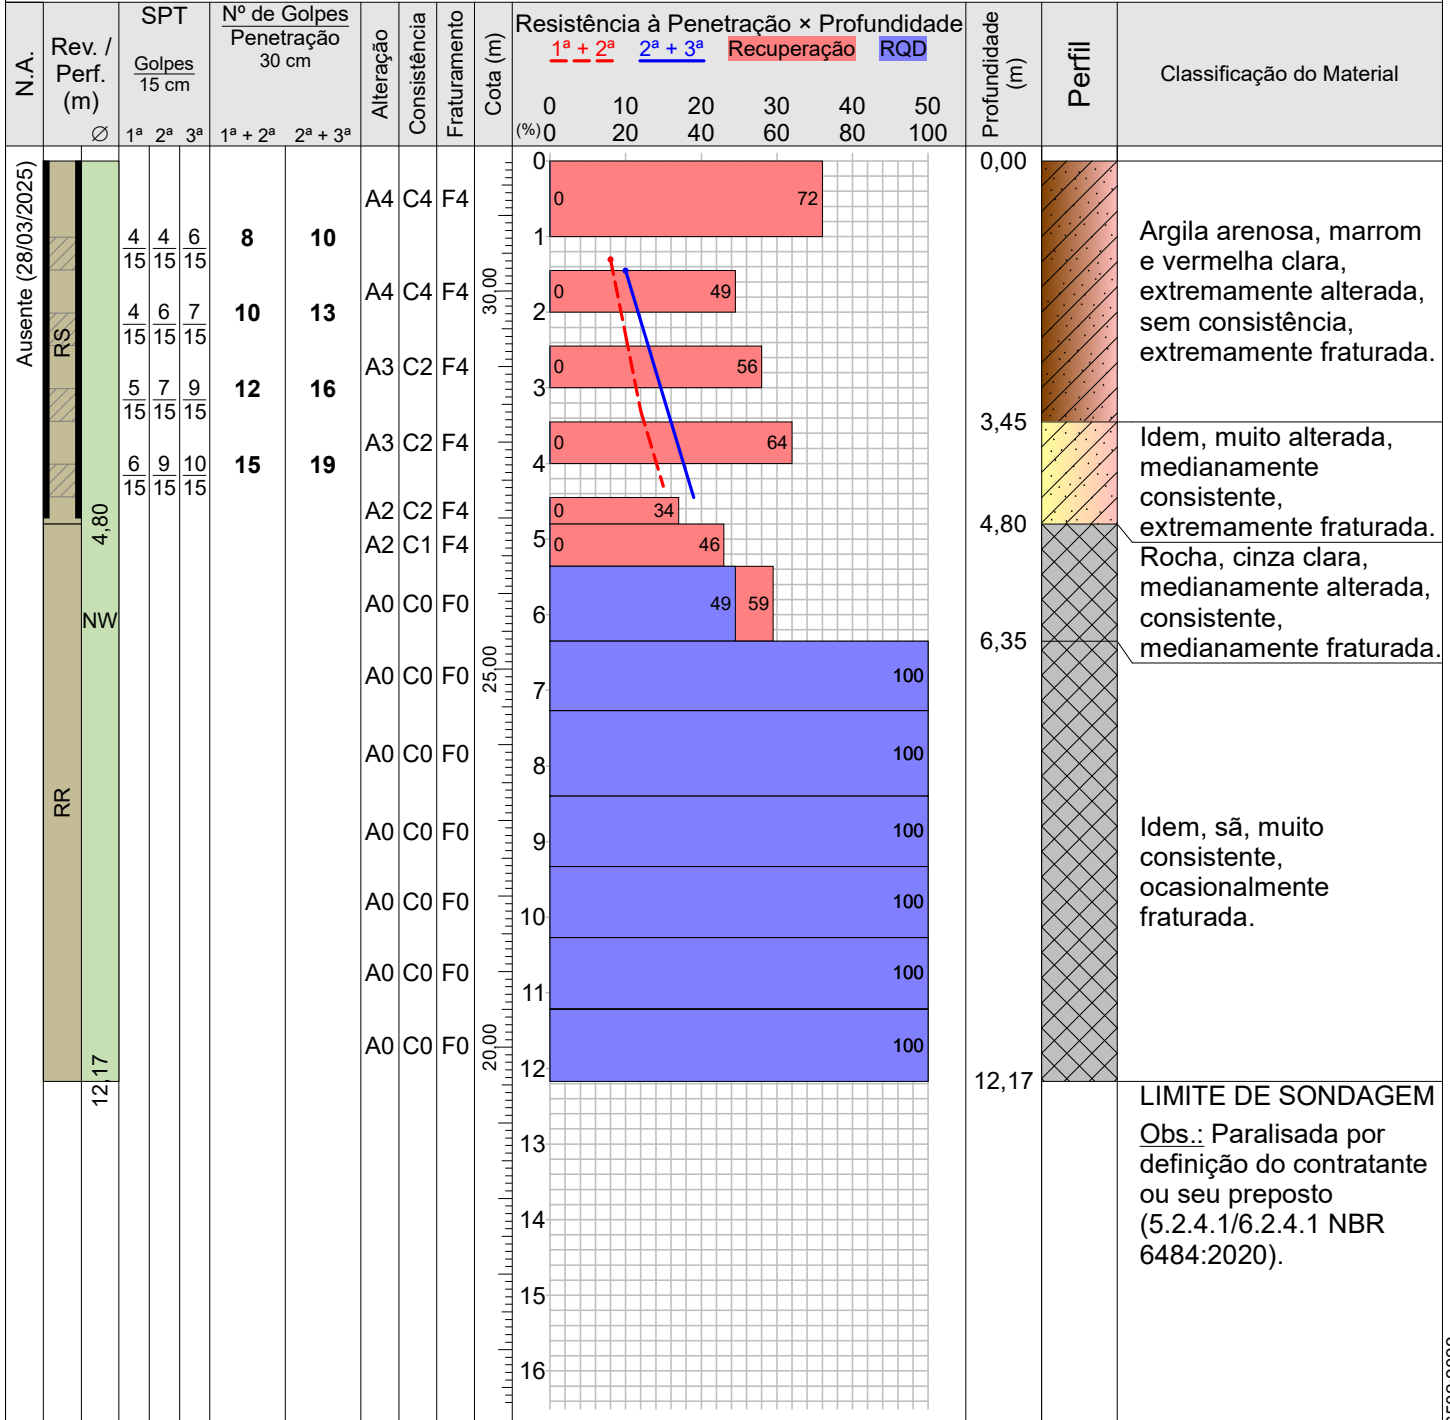 N.A.
Rev. /
Perf.
(m)
Ø
SPT
Golpes
15 cm
1ª 2ª 3ª
Nº de Golpes
Penetração
30 cm
1ª + 2ª 2ª + 3ª
Alteração
Consistência
Fraturamento
Cota (m)
Resistência à Penetração × Profundidade
1ª + 2ª 2ª + 3ª Recuperação RQD
0 10 20 30 40 50
(%) 0 20 40 60 80 100
Profundidade
(m)
Perfil
Classificação do Material
Ausente (28/03/2025)
RS
RR
4,80
NW
12,17
4 4 6
15 15 15
8 10
4 6 7
15 15 15
10 13
5 7 9
15 15 15
12 16
6 9 10
15 15 15
15 19
A4 C4 F4
A4 C4 F4
A3 C2 F4
A3 C2 F4
A2 C2 F4
A2 C1 F4
A0 C0 F0
A0 C0 F0
A0 C0 F0
A0 C0 F0
A0 C0 F0
A0 C0 F0
A0 C0 F0
30,00
25,00
20,00
0
1
2
3
4
5
6
7
8
9
10
11
12
13
14
15
16
0 72
0 49
0 56
0 64
0 34
0 46
49 59
100
100
100
100
100
100
0,00
3,45
4,80
6,35
12,17
Argila arenosa, marrom
e vermelha clara,
extremamente alterada,
sem consistência,
extremamente fraturada.
Idem, muito alterada,
medianamente
consistente,
extremamente fraturada.
Rocha, cinza clara,
medianamente alterada,
consistente,
medianamente fraturada.
Idem, sã, muito
consistente,
ocasionalmente
fraturada.
LIMITE DE SONDAGEM
Obs.: Paralisada por
definição do contratante
ou seu preposto
(5.2.4.1/6.2.4.1 NBR
6484:2020).